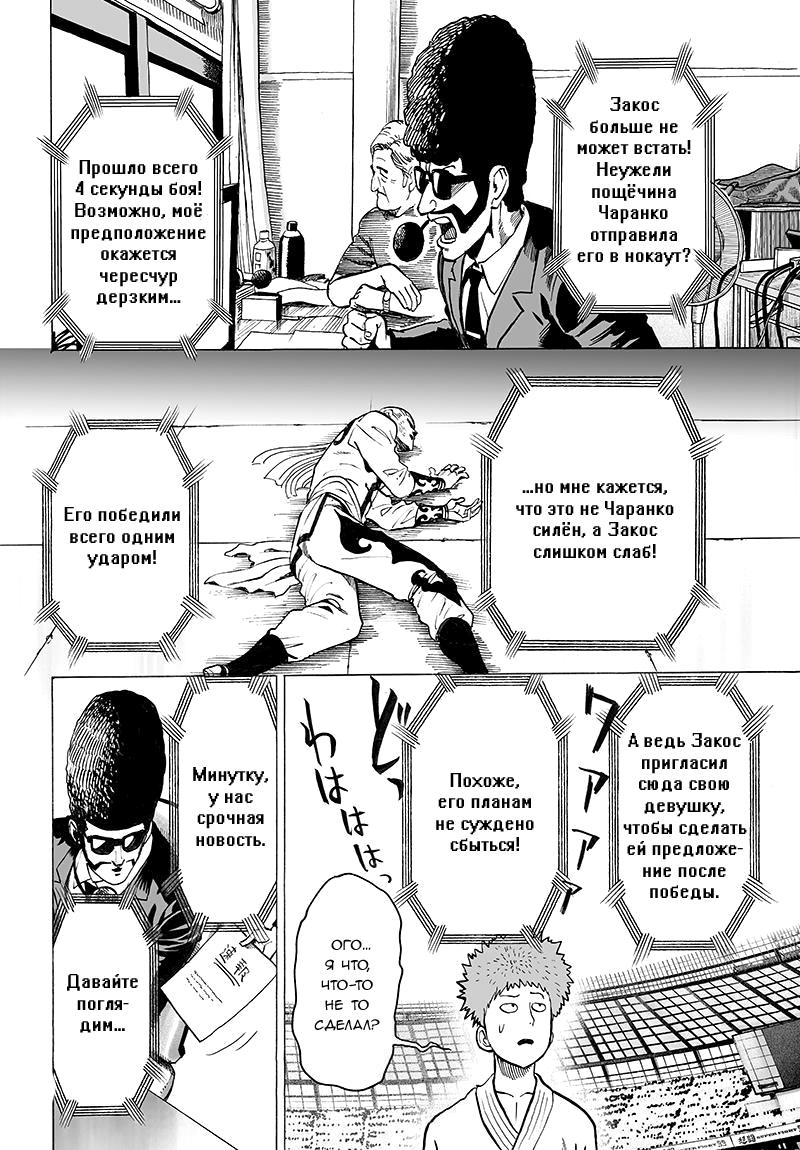 Закос
больше не
может встать!
Неужели
пощёчина
Чаранко
отправила
его в нокаут?
Прошло всего
4 секунды боя!
Возможно, моё
предположение
окажется
чересчур
дерзким...
...но мне кажется,
что это не Чаранко
силён, а Закос
слишком слаб!
Его победили
всего одним
ударом!
А ведь Закос
пригласил
сюда свою
девушку,
чтобы сделать
ей предложе-
ние после
победы.
ワァァァ
Похоже,
его планам
не суждено
сбыться!
ど、
わはははっ
Ого...
Я что,
что-то
не то
сделал?
Минутку,
у нас
срочная
новость.
速報
Давайте
погля-
дим...